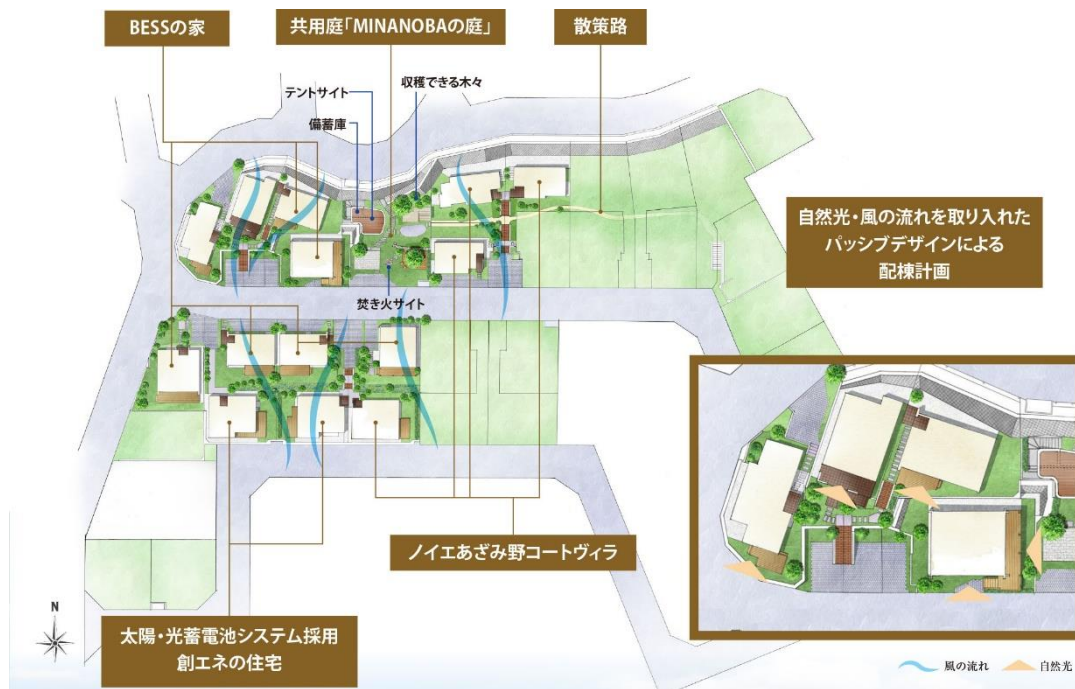 BESSの家
共用庭「MINANOBAの庭」
散策路
テントサイト
収穫できる木々
備蓄庫
自然光・風の流れを取り入れた
パッシブデザインによる
配棟計画
焚き火サイト
ノイエあざみ野コートヴィラ
N
太陽・光蓄電池システム採用
創エネの住宅
風の流れ
自然光